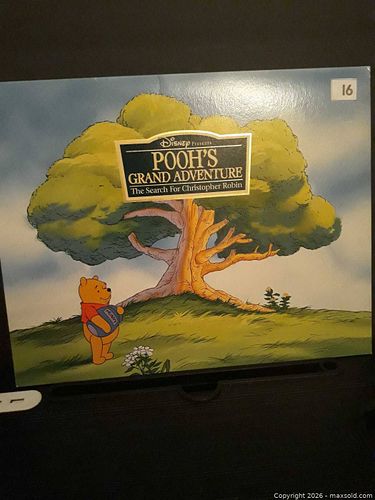 16
Disney Presents
POOH'S
GRAND ADVENTURE
The Search For Christopher Robin
Copyright 2026 - maxsold.com